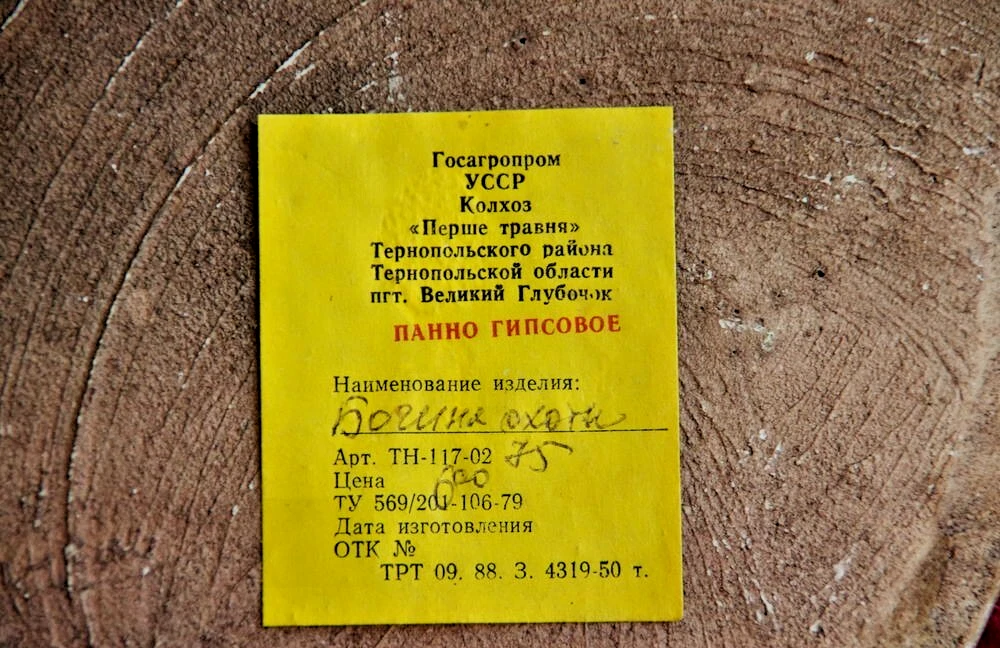 Госагропром
УССР
Колхоз
«Перше травня»
Тернопольского района
Тернопольской области
пгт. Великий Глубочок
ПАННО ГИПСОВОЕ
Наименование изделия:
Богиня охоты
Арт. ТН-117-02 75
Цена 600
ТУ 569/201-106-79
Дата изготовления
ОТК №
ТРТ 09. 88. З. 4319-50 т.